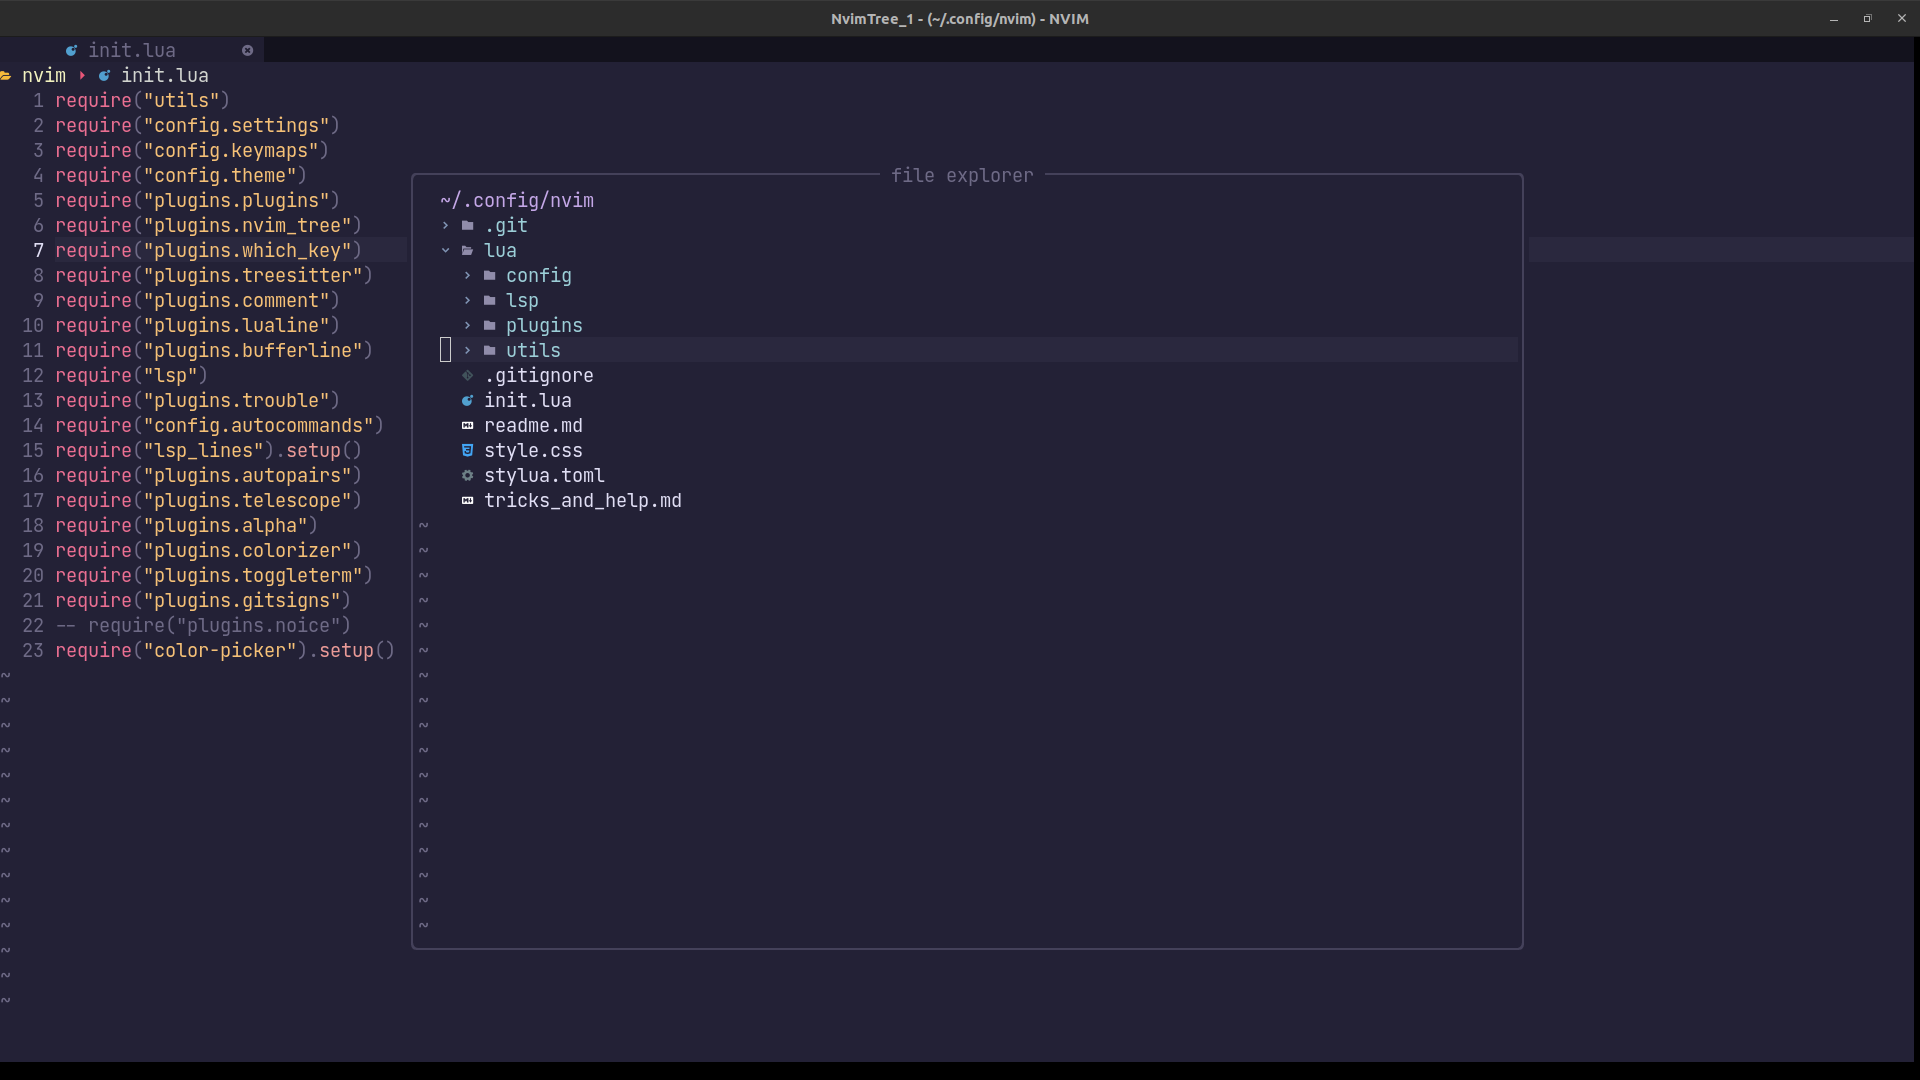 NvimTree_1 - (~/.config/nvim) - NVIM
init.lua
nvim init.lua
1 require("utils")
2 require("config.settings")
3 require("config.keymaps")
4 require("config.theme")
5 require("plugins.plugins")
6 require("plugins.nvim_tree")
7 require("plugins.which_key")
8 require("plugins.treesitter")
9 require("plugins.comment")
10 require("plugins.lualine")
11 require("plugins.bufferline")
12 require("lsp")
13 require("plugins.trouble")
14 require("config.autocommands")
15 require("lsp_lines").setup()
16 require("plugins.autopairs")
17 require("plugins.telescope")
18 require("plugins.alpha")
19 require("plugins.colorizer")
20 require("plugins.toggleterm")
21 require("plugins.gitsigns")
22 -- require("plugins.noice")
23 require("color-picker").setup()
file explorer
~/.config/nvim
.git
lua
config
lsp
plugins
utils
.gitignore
init.lua
readme.md
style.css
stylua.toml
tricks_and_help.md